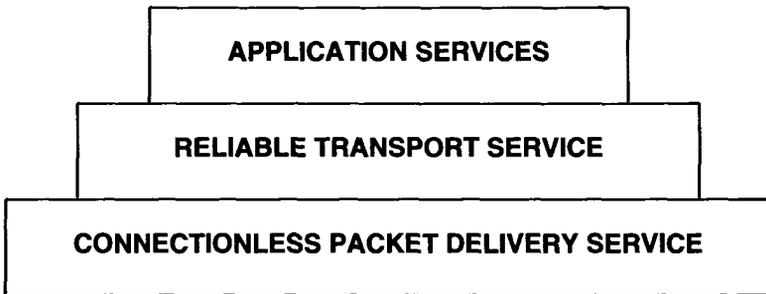 APPLICATION SERVICES
RELIABLE TRANSPORT SERVICE
CONNECTIONLESS PACKET DELIVERY SERVICE